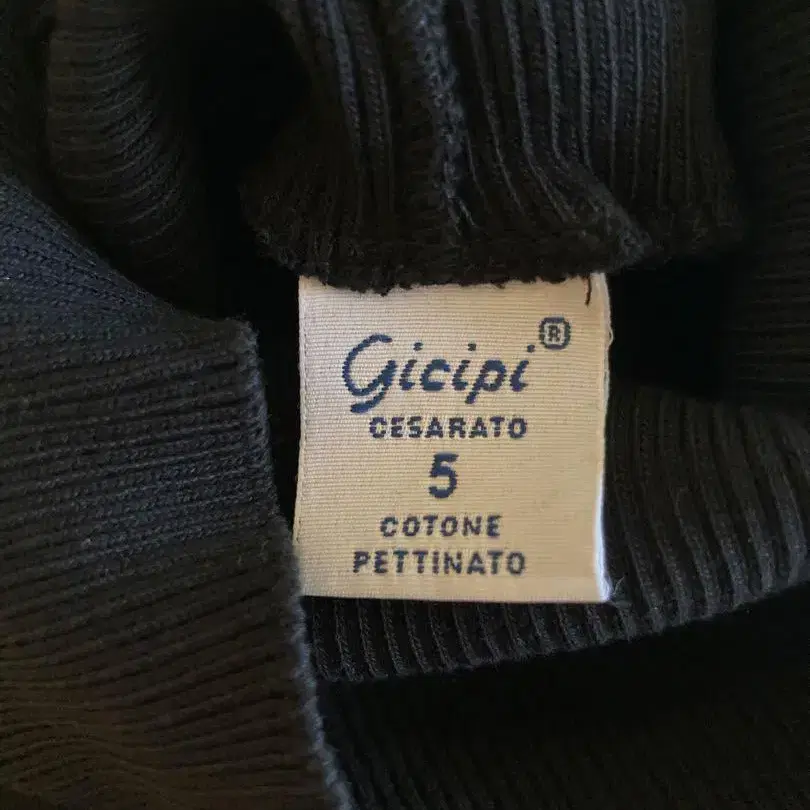 Gicipi®
CESARATO
5
COTONE
PETTINATO